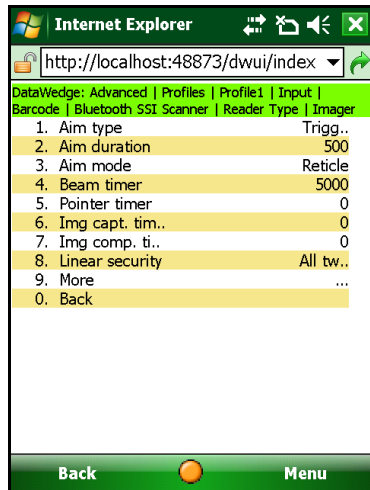 Internet Explorer
http://localhost:48873/dwui/index
DataWedge: Advanced | Profiles | Profile1 | Input |
Barcode | Bluetooth SSI Scanner | Reader Type | Imager
1. Aim type Trigg..
2. Aim duration 500
3. Aim mode Reticle
4. Beam timer 5000
5. Pointer timer 0
6. Img capt. tim.. 0
7. Img comp. ti.. 0
8. Linear security All tw..
9. More ...
0. Back
Back Menu